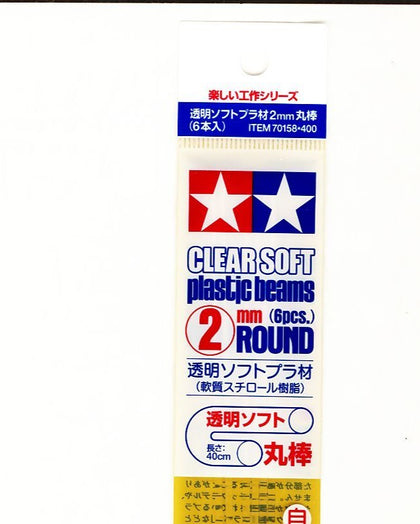 楽しい工作シリーズ
透明ソフトプラ材2mm丸棒
(6本入) ITEM 70158・400
CLEAR SOFT
plastic beams
2 mm (6pcs.)
ROUND
透明ソフトプラ材
(軟質スチロール樹脂)
透明ソフト
長さ:
40cm
丸棒
自